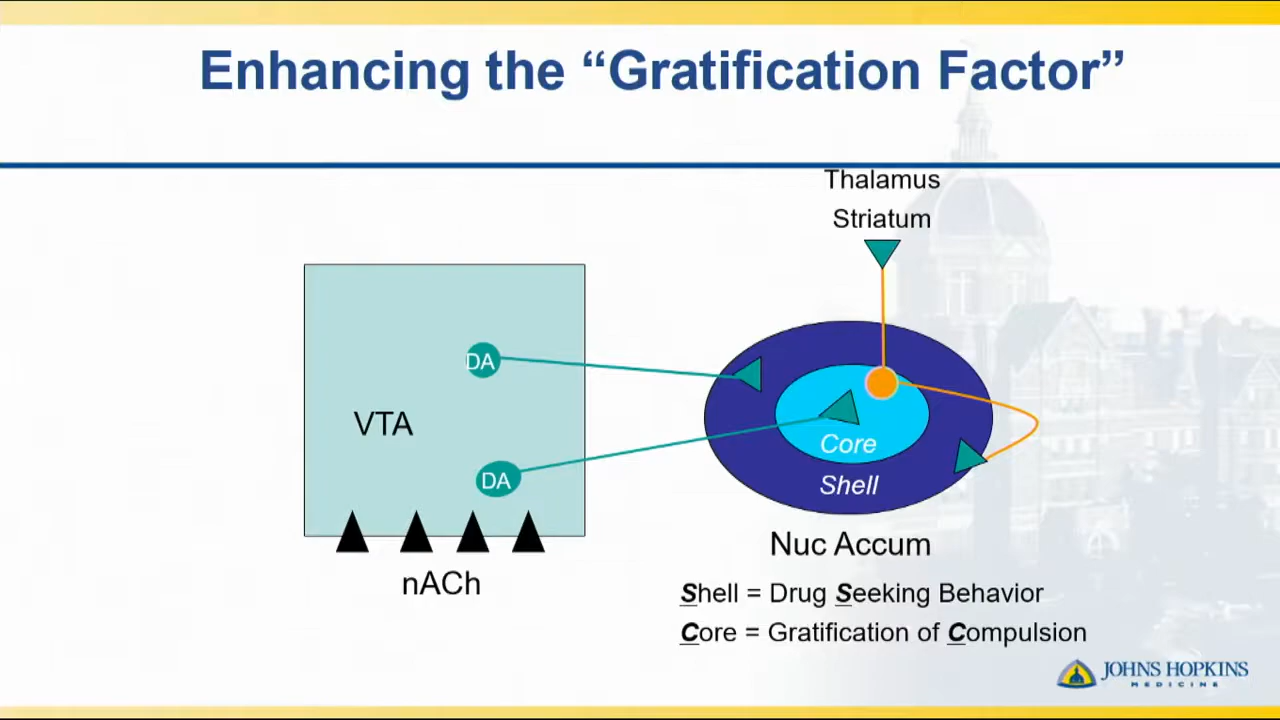 Enhancing the “Gratification Factor”
Thalamus
Striatum
DA
VTA
DA
Core
Shell
nACh
Nuc Accum
Shell = Drug Seeking Behavior
Core = Gratification of Compulsion
JOHNS HOPKINS
MEDICINE